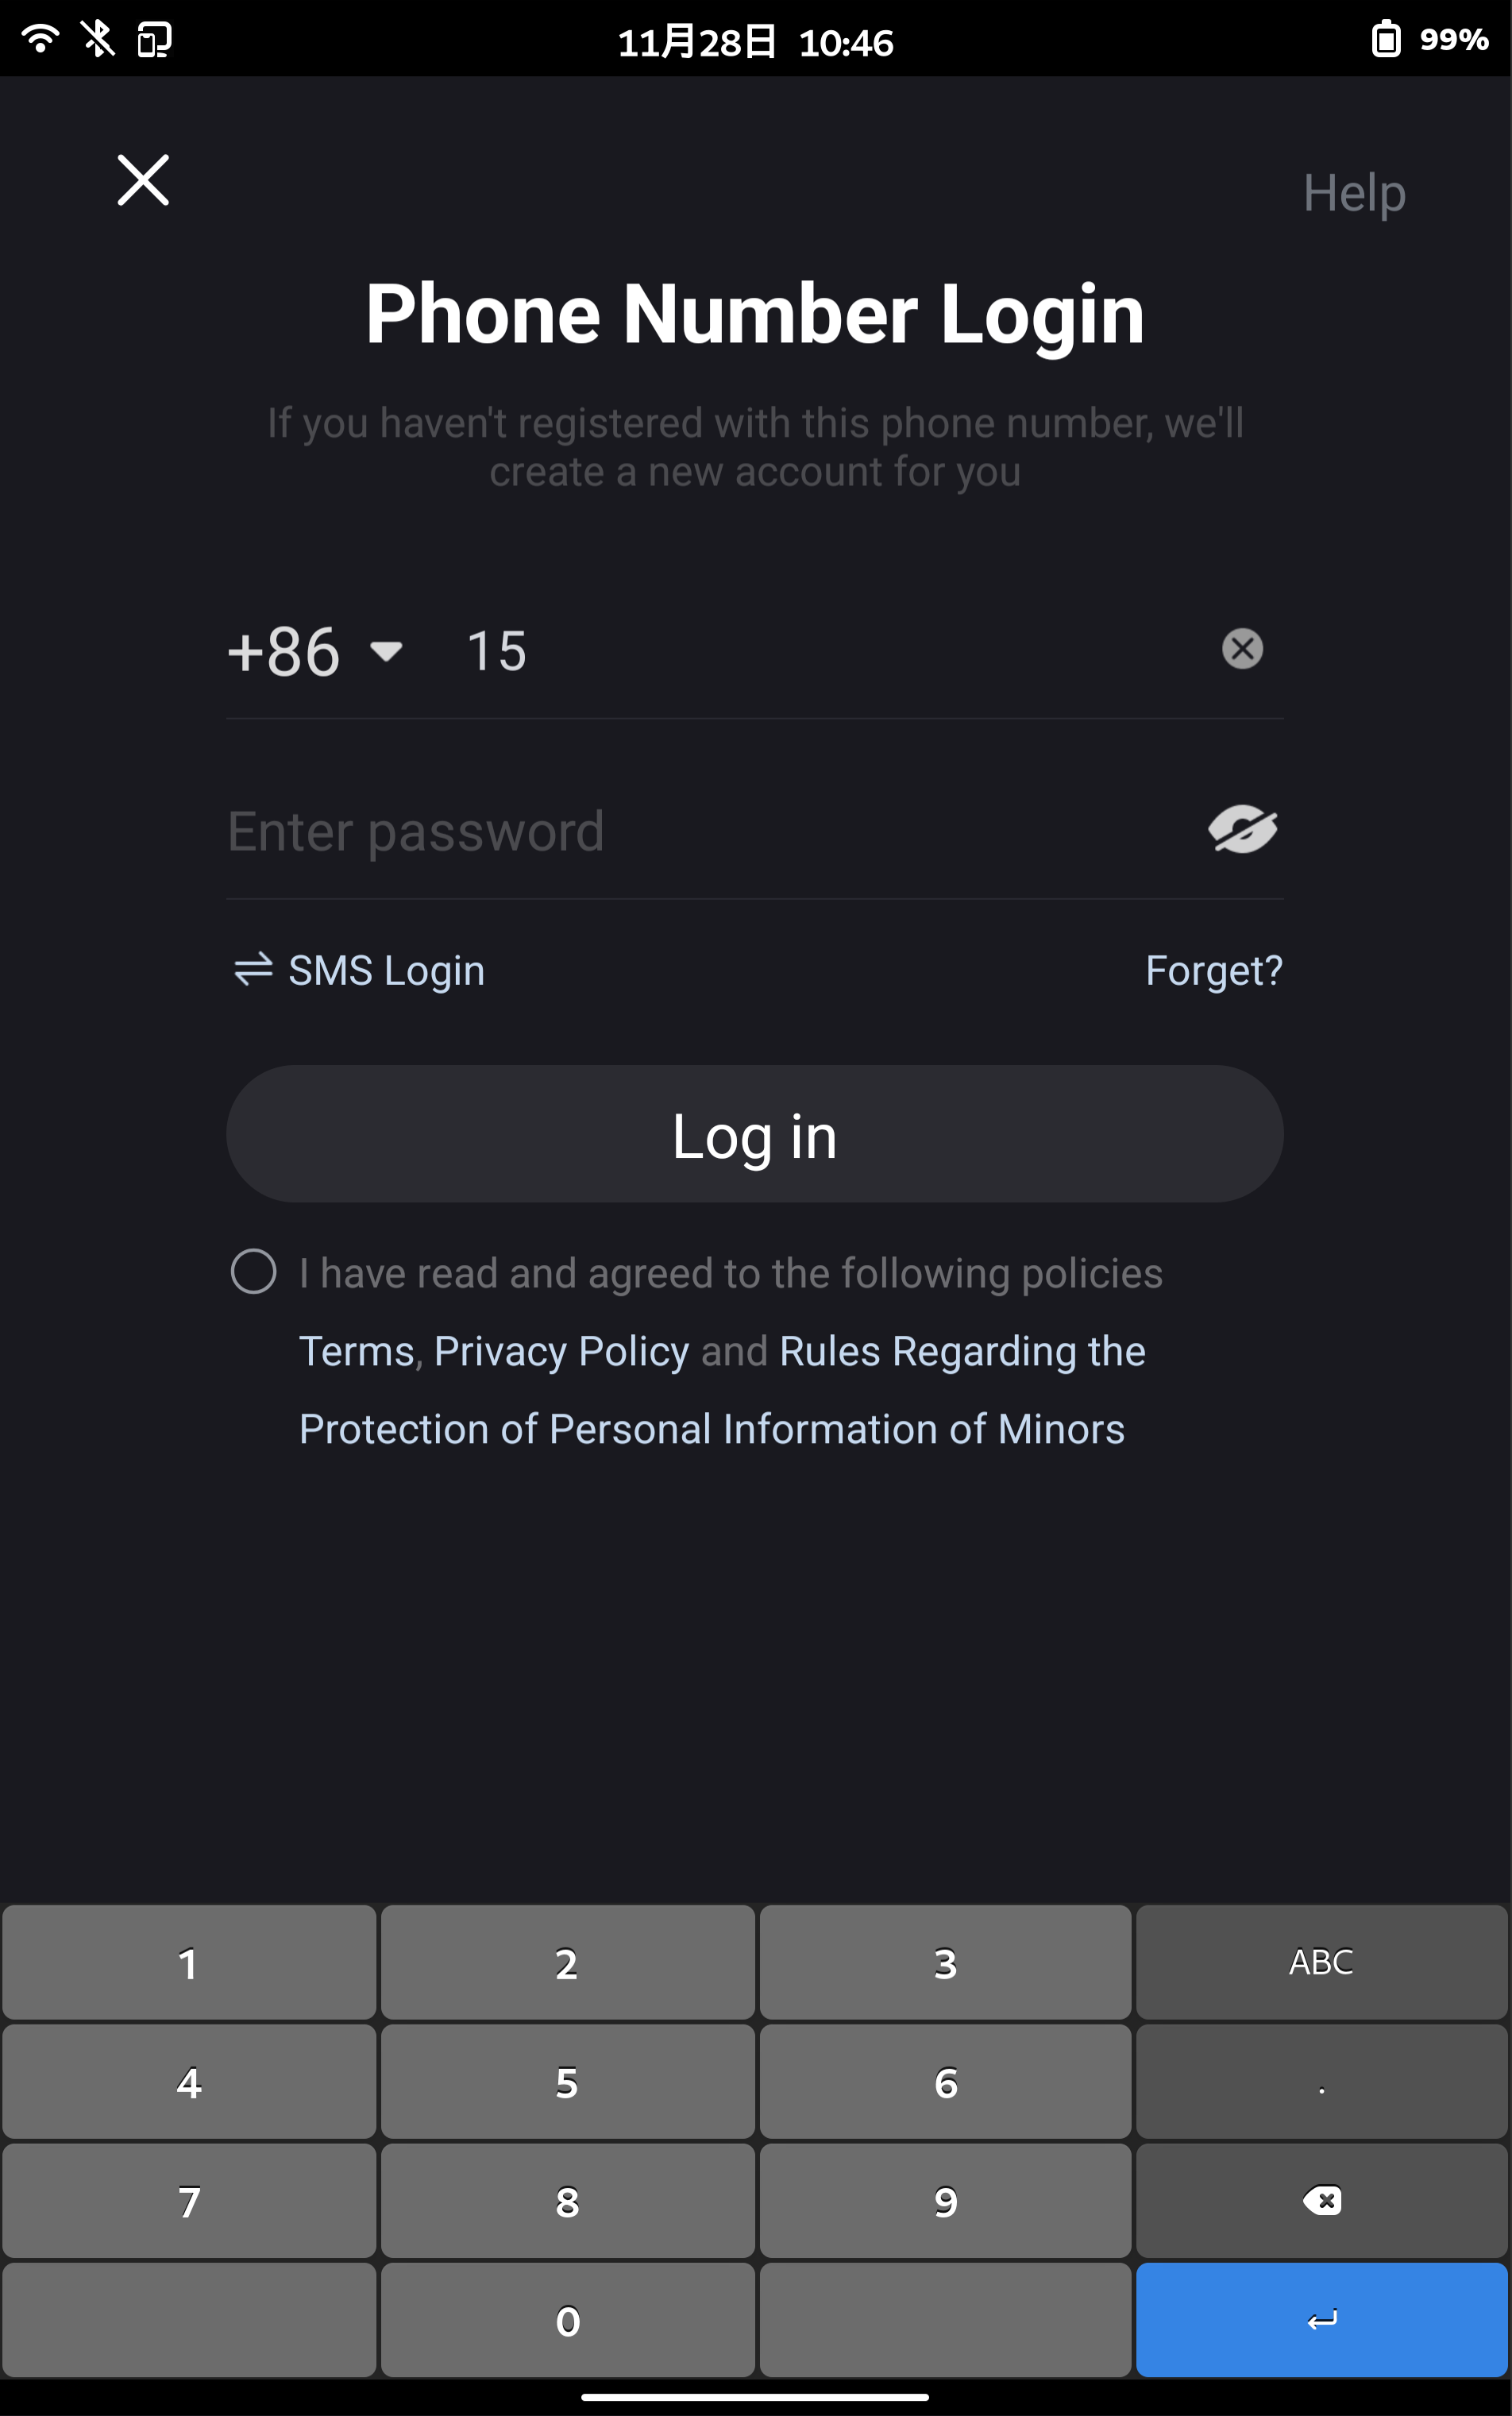 11月28日 10:46
99%
Help
Phone Number Login
If you haven't registered with this phone number, we'll
create a new account for you
+86 15
Enter password
SMS Login
Forget?
Log in
I have read and agreed to the following policies
Terms, Privacy Policy and Rules Regarding the
Protection of Personal Information of Minors
1 2 3 ABC
4 5 6 .
7 8 9
0